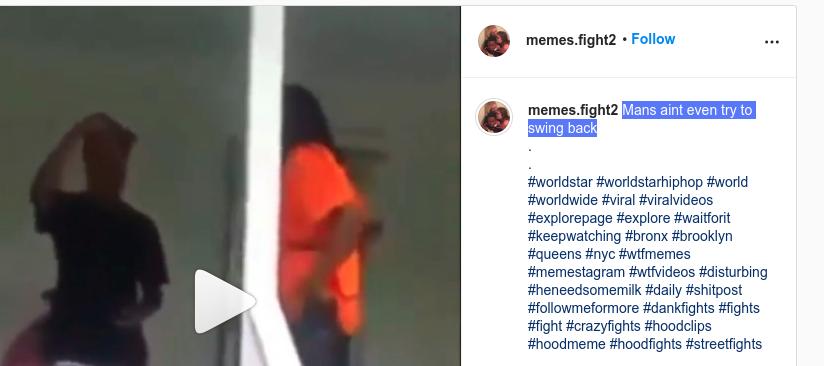 memes.fight2 • Follow
...
memes.fight2 Mans aint even try to
swing back
.
.
#worldstar #worldstarhiphop #world
#worldwide #viral #viralvideos
#explorepage #explore #waitforit
#keepwatching #bronx #brooklyn
#queens #nyc #wtfmemes
#memestagram #wtfvideos #disturbing
#heneedsomemilk #daily #shitpost
#followmeformore #dankfights #fights
#fight #crazyfights #hoodclips
#hoodmeme #hoodfights #streetfights